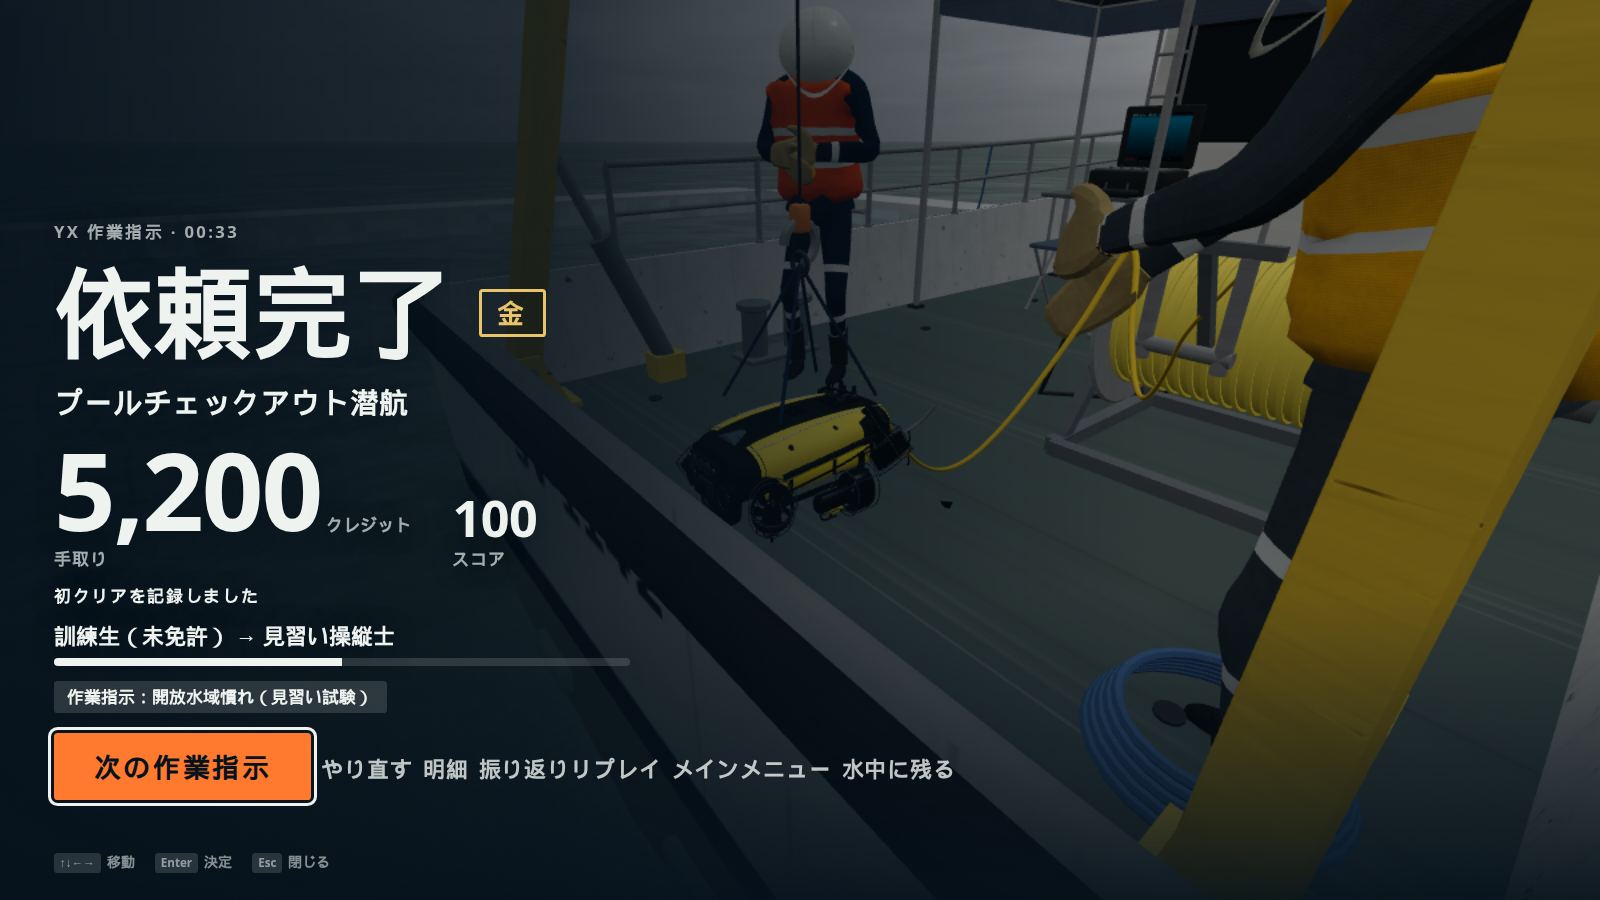 YX 作業指示 · 00:33
依頼完了 金
プールチェックアウト潜航
5,200 クレジット 100
手取り スコア
初クリアを記録しました
訓練生（未免許） → 見習い操縦士
作業指示：開放水域慣れ（見習い試験）
次の作業指示 やり直す 明細 振り返りリプレイ メインメニュー 水中に残る
↑↓←→ 移動 Enter 決定 Esc 閉じる